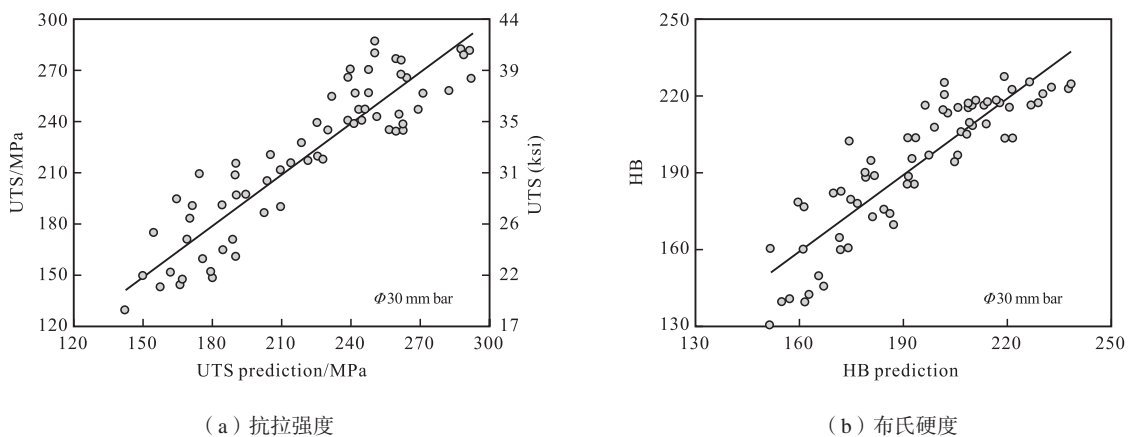 300
270
240
210
180
150
120
UTS/MPa
44
39
35
31
26
22
17
UTS (ksi)
Φ30 mm bar
120 150 180 210 240 270 300
UTS prediction/MPa
(a)抗拉强度
250
220
190
160
130
HB
Φ30 mm bar
130 160 190 220 250
HB prediction
(b)布氏硬度